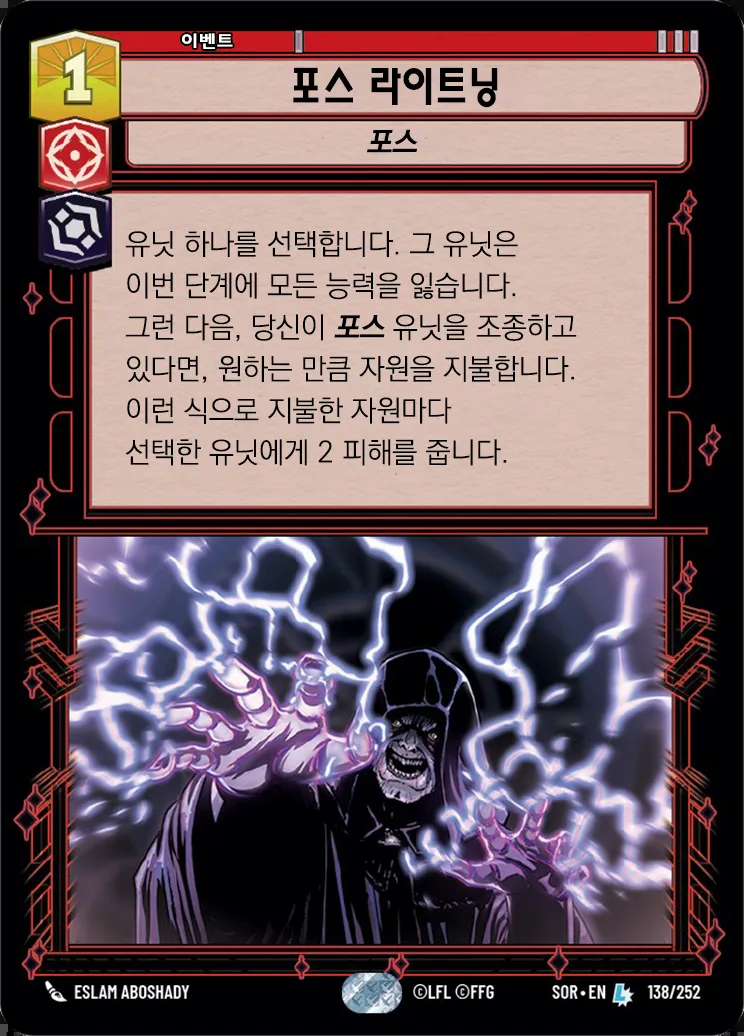 이벤트
1
포스 라이트닝
포스
유닛 하나를 선택합니다. 그 유닛은
이번 단계에 모든 능력을 잃습니다.
그런 다음, 당신이 포스 유닛을 조종하고
있다면, 원하는 만큼 자원을 지불합니다.
이런 식으로 지불한 자원마다
선택한 유닛에게 2 피해를 줍니다.
ESLAM ABOSHADY
©LFL ©FFG
SOR•EN L 138/252